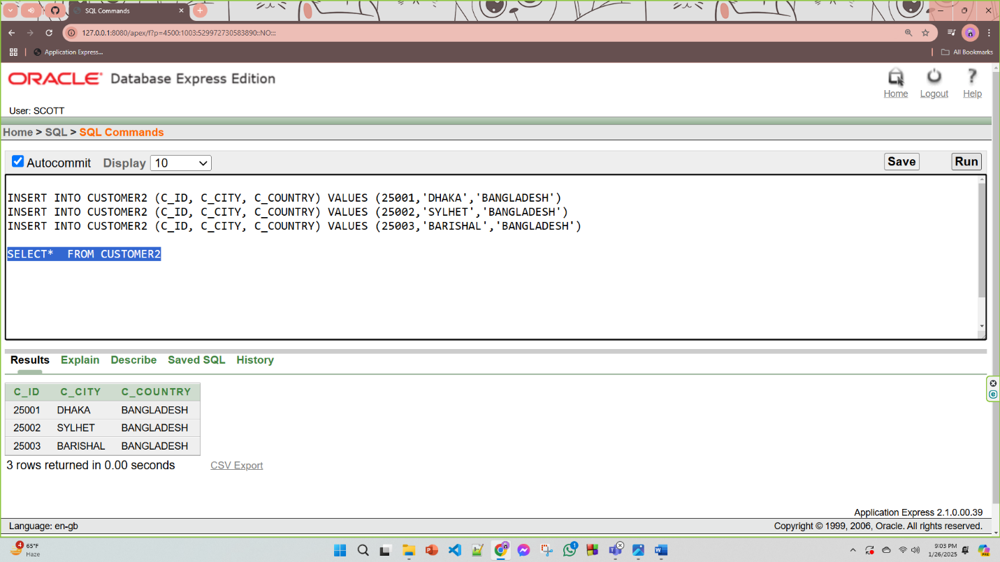 SQL Commands
127.0.0.1:8080/apex/f?p=4500:1003:529972730583890::NO:::
Application Express...
All Bookmarks
ORACLE Database Express Edition
Home Logout Help
User: SCOTT
Home > SQL > SQL Commands
Autocommit Display 10 Save Run
INSERT INTO CUSTOMER2 (C_ID, C_CITY, C_COUNTRY) VALUES (25001,'DHAKA','BANGLADESH')
INSERT INTO CUSTOMER2 (C_ID, C_CITY, C_COUNTRY) VALUES (25002,'SYLHET','BANGLADESH')
INSERT INTO CUSTOMER2 (C_ID, C_CITY, C_COUNTRY) VALUES (25003,'BARISHAL','BANGLADESH')
SELECT*  FROM CUSTOMER2
Results Explain Describe Saved SQL History
C_ID C_CITY C_COUNTRY
25001 DHAKA BANGLADESH
25002 SYLHET BANGLADESH
25003 BARISHAL BANGLADESH
3 rows returned in 0.00 seconds CSV Export
Application Express 2.1.0.00.39
Language: en-gb Copyright © 1999, 2006, Oracle. All rights reserved.
4 65°F
Haze
1
9:03 PM
1/26/2025
PRE